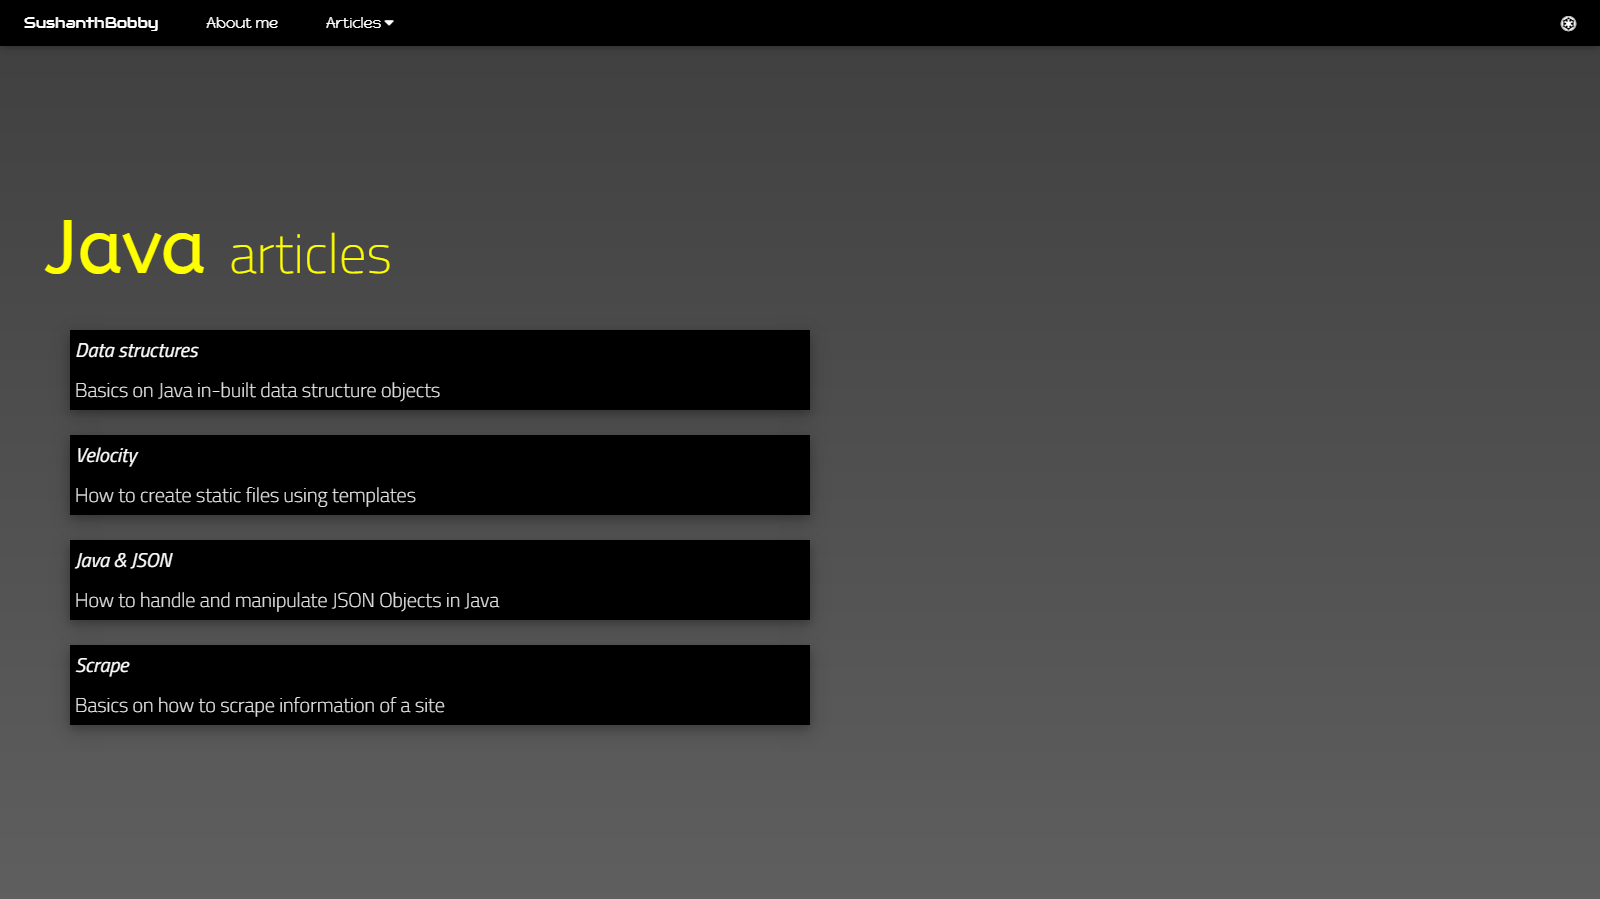 SushanthBobby About me Articles
Java articles
Data structures
Basics on Java in-built data structure objects
Velocity
How to create static files using templates
Java & JSON
How to handle and manipulate JSON Objects in Java
Scrape
Basics on how to scrape information of a site